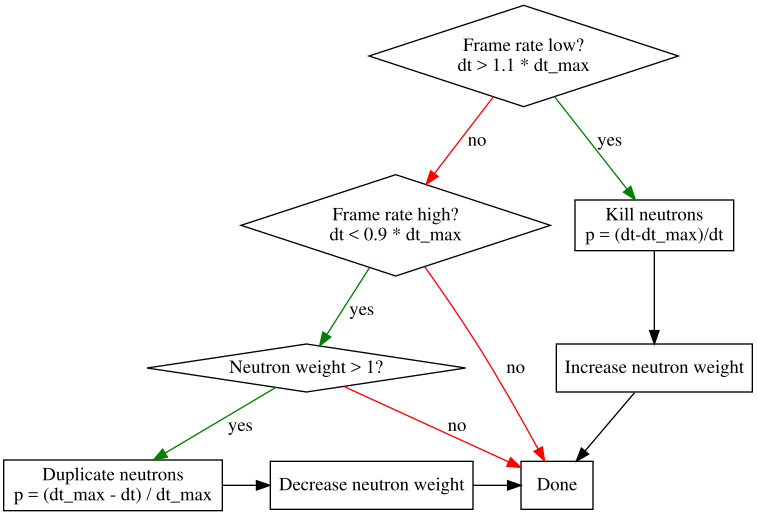 Frame rate low?
dt > 1.1 * dt_max
no
yes
Frame rate high?
dt < 0.9 * dt_max
Kill neutrons
p = (dt-dt_max)/dt
yes
no
Neutron weight > 1?
Increase neutron weight
yes
no
Duplicate neutrons
p = (dt_max - dt) / dt_max
Decrease neutron weight
Done